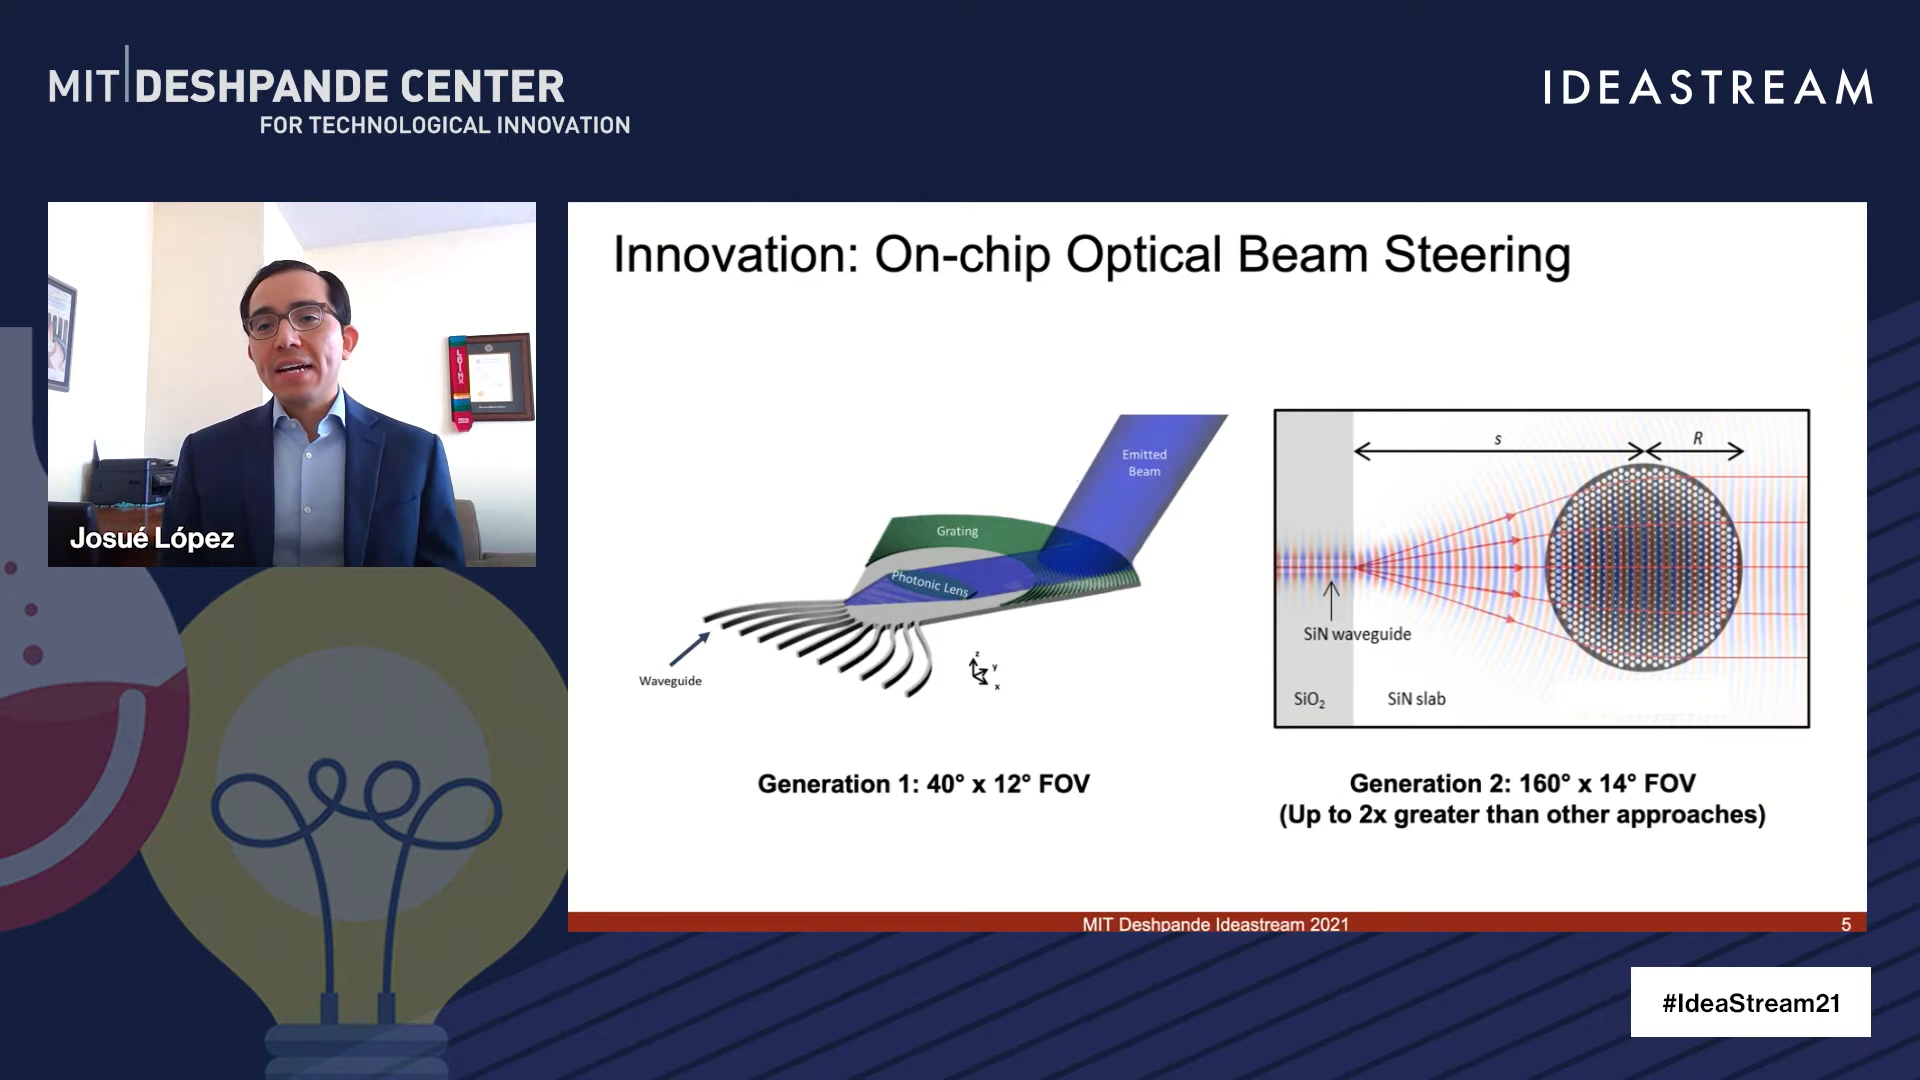 MIT DESHPANDE CENTER
FOR TECHNOLOGICAL INNOVATION
IDEASTREAM
LATINX
2019
Josué López
Innovation: On-chip Optical Beam Steering
Emitted
Beam
Grating
Photonic Lens
Waveguide
z
y
x
s
R
SiN waveguide
SiO₂
SiN slab
Generation 1: 40° x 12° FOV
Generation 2: 160° x 14° FOV
(Up to 2x greater than other approaches)
MIT Deshpande Ideastream 2021
5
#IdeaStream21